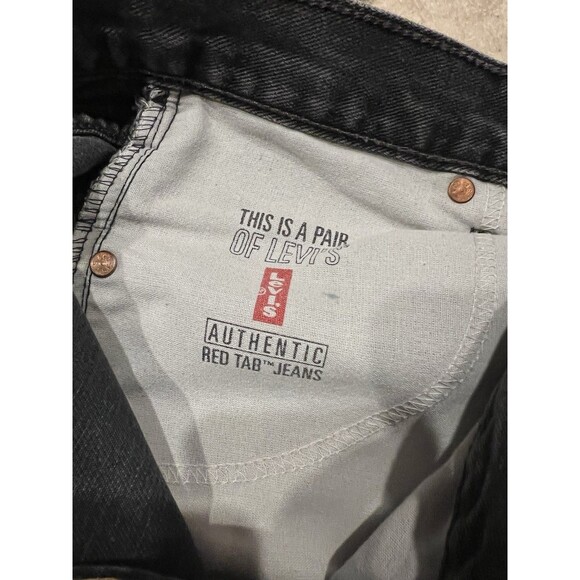 THIS IS A PAIR
OF LEVI'S®
Levi's
®
AUTHENTIC
RED TAB™ JEANS